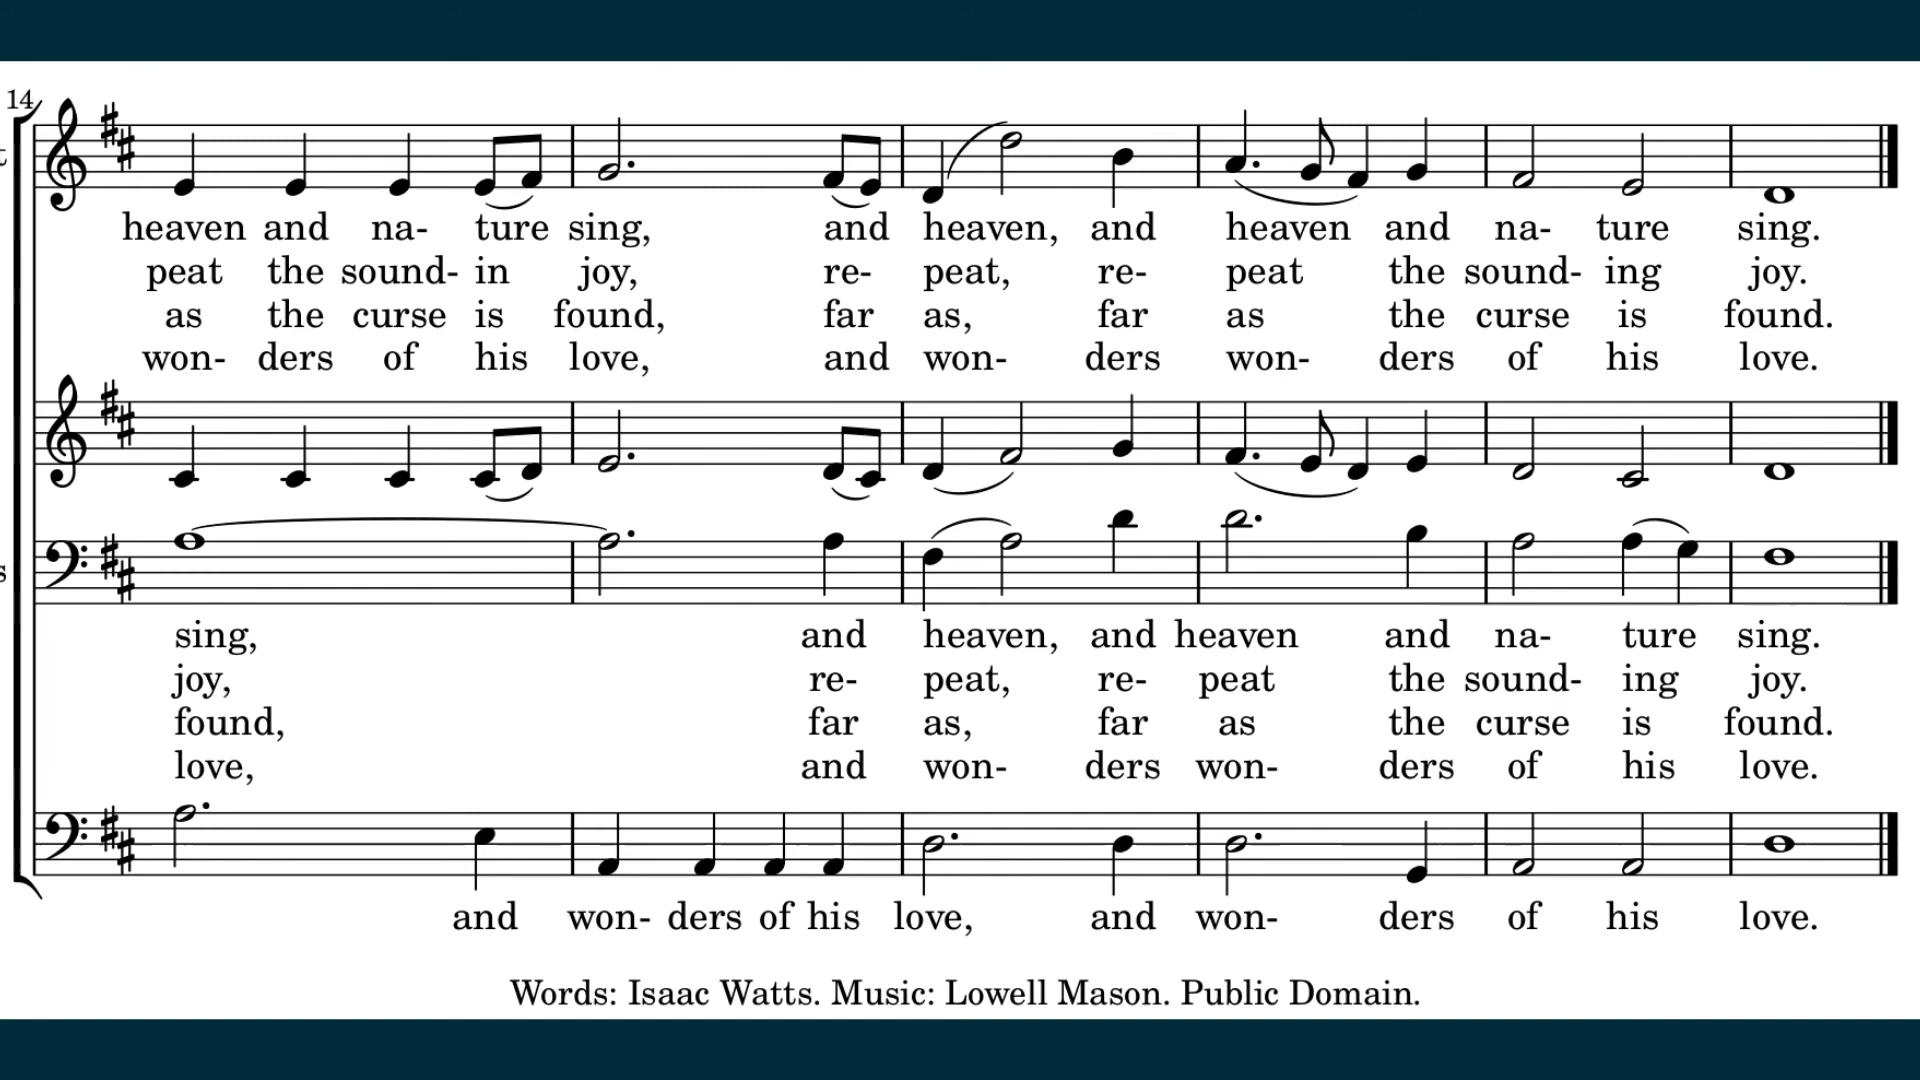 14
t
heaven and na- ture sing, and heaven, and heaven and na- ture sing.
peat the sound- in joy, re- peat, re- peat the sound- ing joy.
as the curse is found, far as, far as the curse is found.
won- ders of his love, and won- ders won- ders of his love.
s
sing, and heaven, and heaven and na- ture sing.
joy, re- peat, re- peat the sound- ing joy.
found, far as, far as the curse is found.
love, and won- ders won- ders of his love.
and won- ders of his love, and won- ders of his love.
Words: Isaac Watts. Music: Lowell Mason. Public Domain.